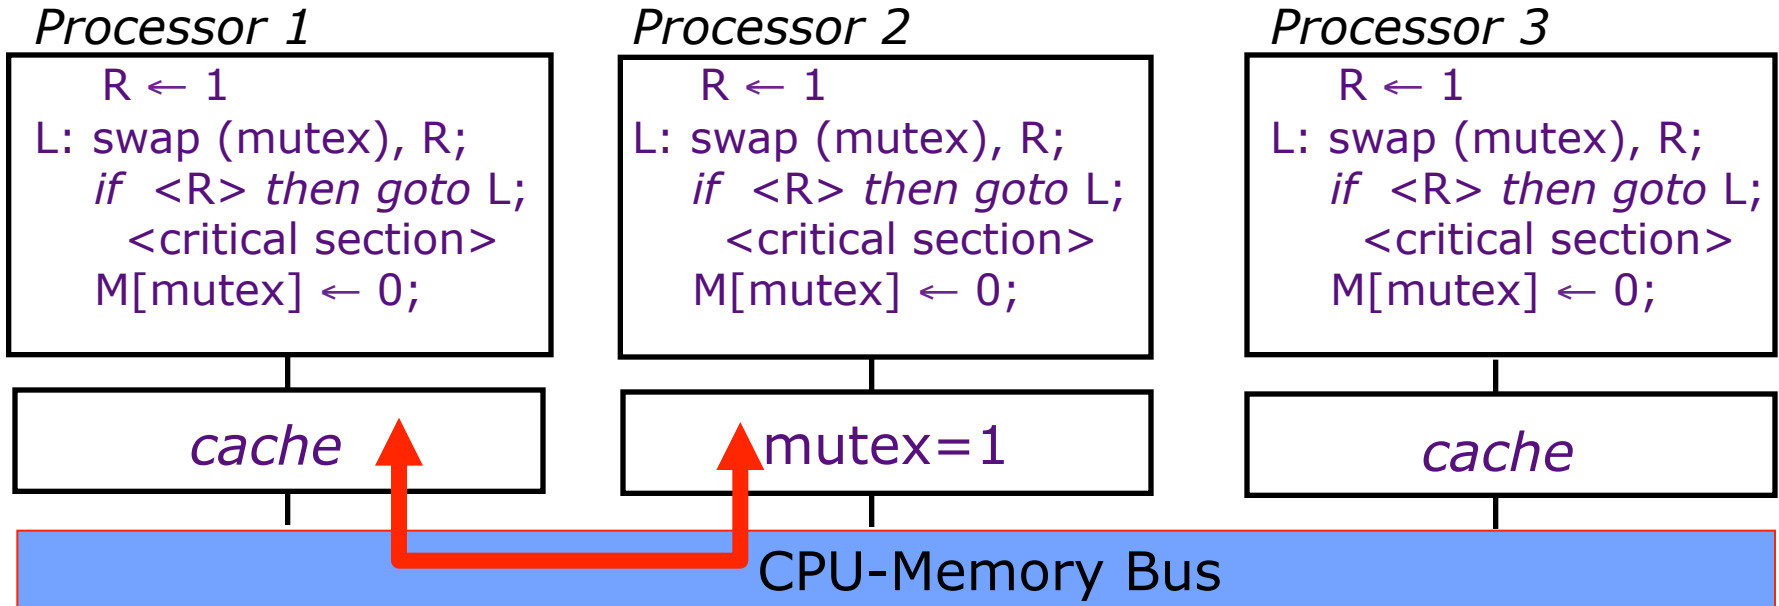 Processor 1
R ← 1
L: swap (mutex), R;
if <R> then goto L;
<critical section>
M[mutex] ← 0;
cache
Processor 2
R ← 1
L: swap (mutex), R;
if <R> then goto L;
<critical section>
M[mutex] ← 0;
mutex=1
Processor 3
R ← 1
L: swap (mutex), R;
if <R> then goto L;
<critical section>
M[mutex] ← 0;
cache
CPU-Memory Bus